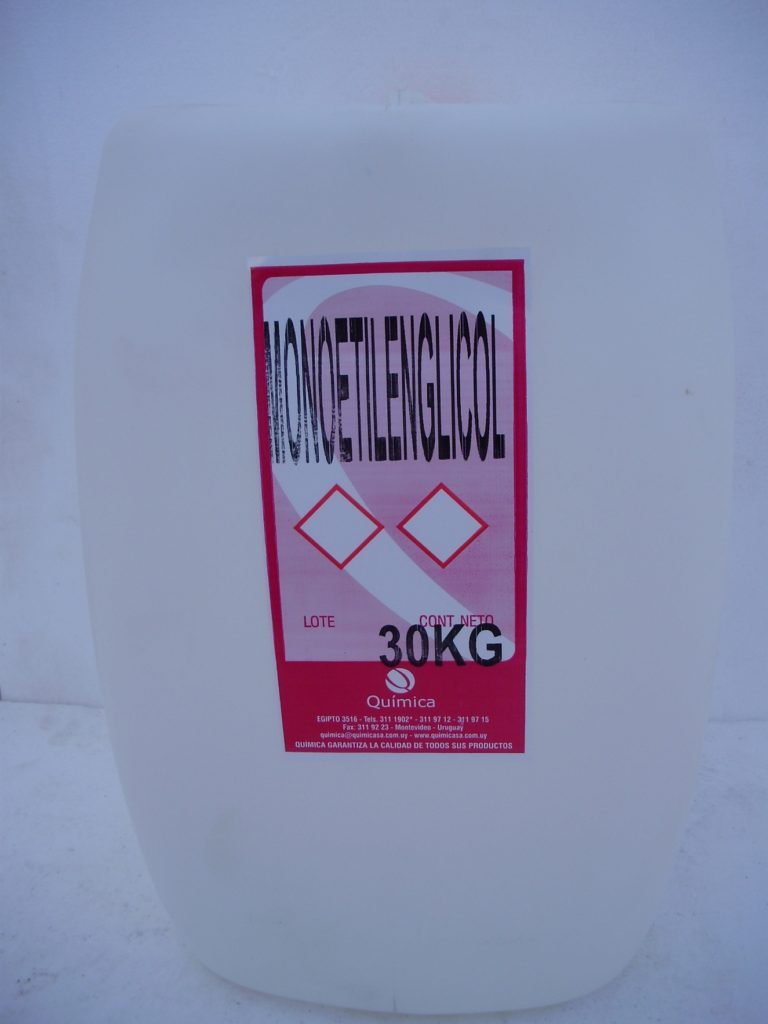 MONOETILENGLICOL
LOTE
CONT. NETO
30KG
Química
EGIPTO 3516 - Tels. 311 1902* - 311 97 12 - 311 97 15
Fax: 311 92 23 - Montevideo - Uruguay
quimica@quimicasa.com.uy - www.quimicasa.com.uy
QUÍMICA GARANTIZA LA CALIDAD DE TODOS SUS PRODUCTOS